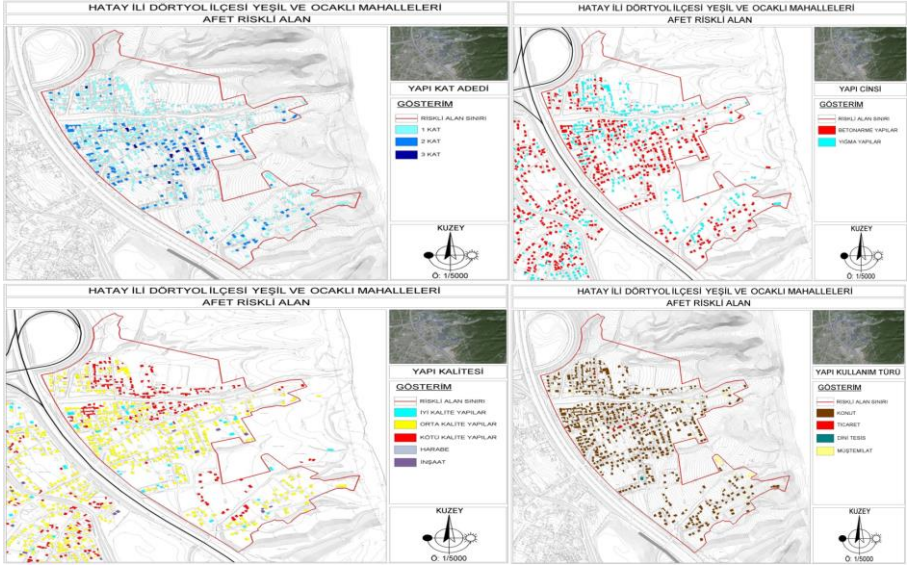 HATAY İLİ DÖRTYOL İLÇESİ YEŞİL VE OCAKLI MAHALLELERİ
AFET RİSKLİ ALAN
YAPI KAT ADEDİ
GÖSTERİM
RİSKLİ ALAN SINIRI
1 KAT
2 KAT
3 KAT
KUZEY
Ö: 1/5000
HATAY İLİ DÖRTYOL İLÇESİ YEŞİL VE OCAKLI MAHALLELERİ
AFET RİSKLİ ALAN
YAPI CİNSİ
GÖSTERİM
RİSKLİ ALAN SINIRI
BETONARME YAPILAR
YIĞMA YAPILAR
KUZEY
Ö: 1/5000
HATAY İLİ DÖRTYOL İLÇESİ YEŞİL VE OCAKLI MAHALLELERİ
AFET RİSKLİ ALAN
YAPI KALİTESİ
GÖSTERİM
RİSKLİ ALAN SINIRI
İYİ KALİTE YAPILAR
ORTA KALİTE YAPILAR
KÖTÜ KALİTE YAPILAR
HARABE
İNŞAAT
KUZEY
Ö: 1/5000
HATAY İLİ DÖRTYOL İLÇESİ YEŞİL VE OCAKLI MAHALLELERİ
AFET RİSKLİ ALAN
YAPI KULLANIM TÜRÜ
GÖSTERİM
RİSKLİ ALAN SINIRI
KONUT
TİCARET
DİNİ TESİS
MÜŞTEMİLAT
KUZEY
Ö: 1/5000